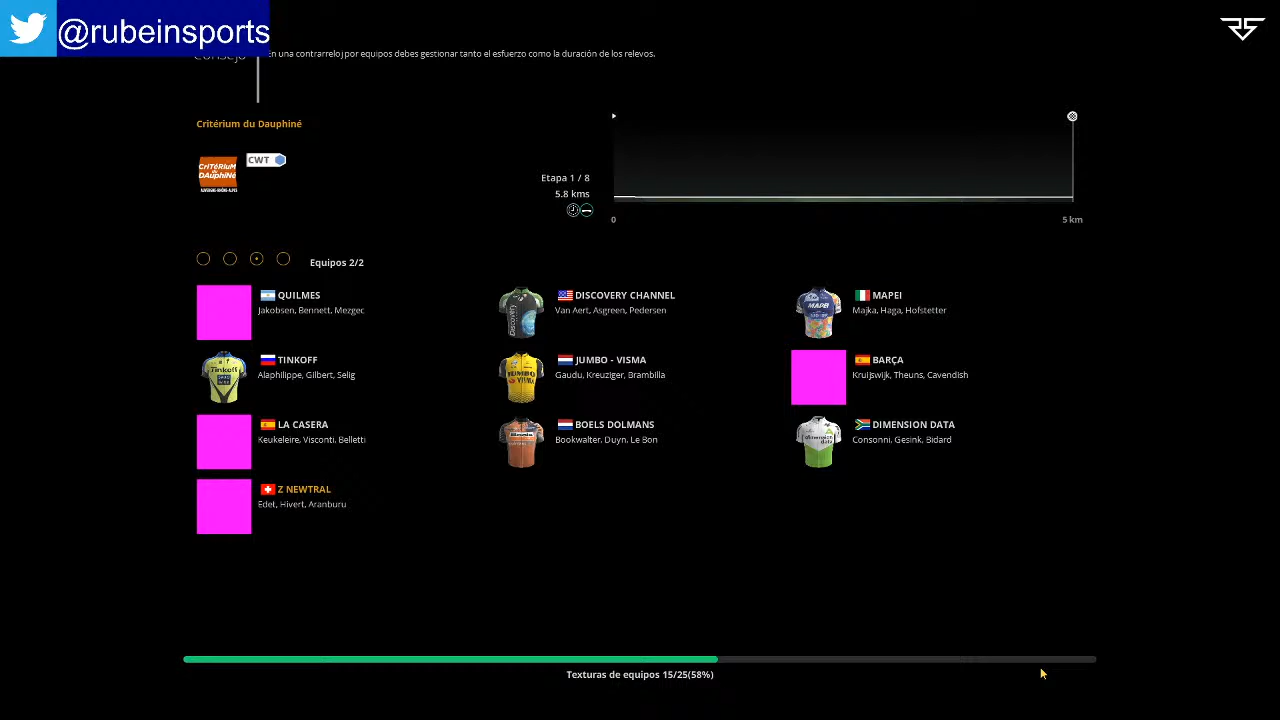 @rubeinsports
Consejo
En una contrarreloj por equipos debes gestionar tanto el esfuerzo como la duración de los relevos.
Critérium du Dauphiné
CRITÉRIUM
DU
DAUPHINÉ
CWT
Etapa 1 / 8
5.8 kms
0
5 km
Equipos 2/2
QUILMES
Jakobsen, Bennett, Mezgec
DISCOVERY CHANNEL
Van Aert, Asgreen, Pedersen
MAPEI
Majka, Haga, Hofstetter
TINKOFF
Alaphilippe, Gilbert, Selig
JUMBO - VISMA
Gaudu, Kreuziger, Brambilla
BARÇA
Kruijswijk, Theuns, Cavendish
LA CASERA
Keukeleire, Visconti, Belletti
BOELS DOLMANS
Bookwalter, Duyn, Le Bon
DIMENSION DATA
Consonni, Gesink, Bidard
Z NEWTRAL
Edet, Hivert, Aranburu
Texturas de equipos 15/25(58%)